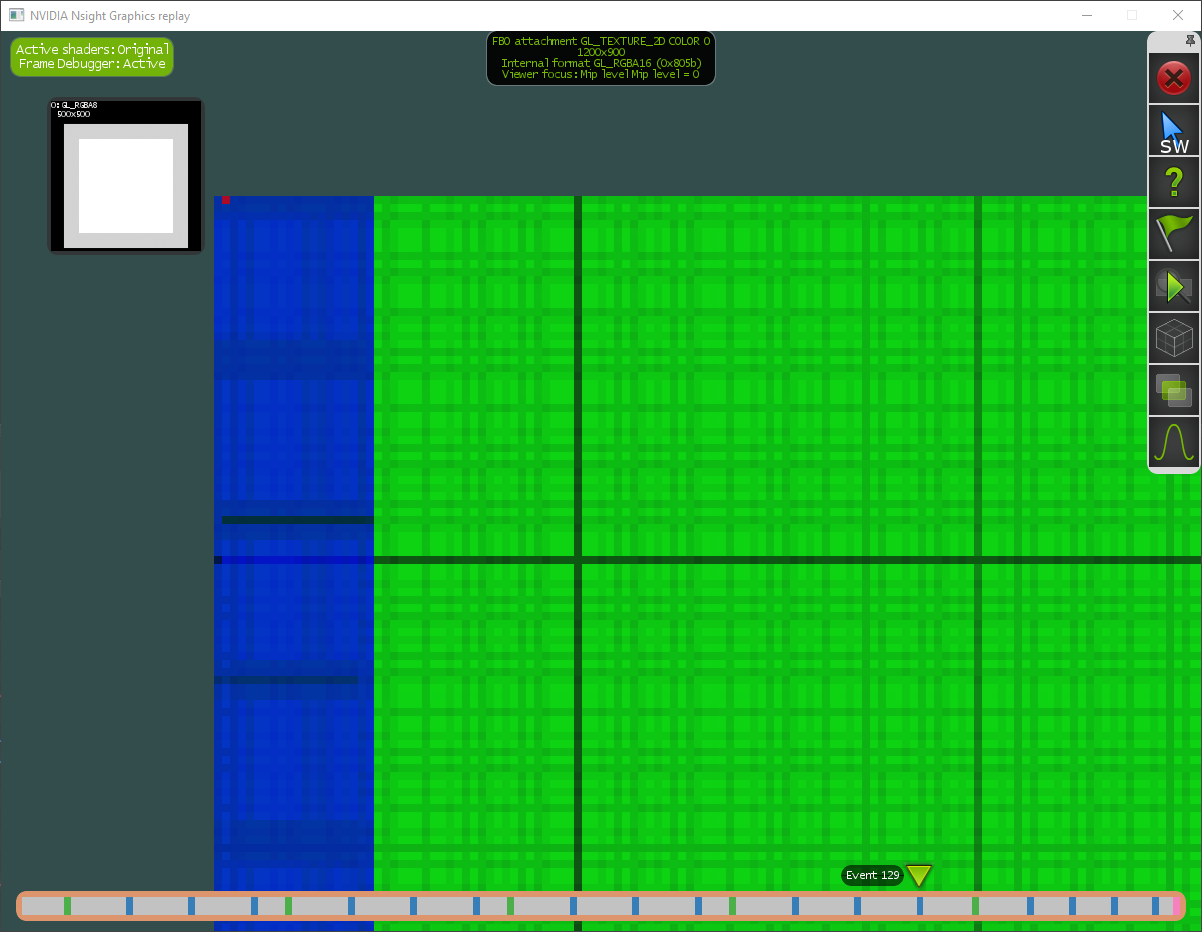 NVIDIA Nsight Graphics replay
Active shaders: Original
Frame Debugger: Active
FBO attachment GL_TEXTURE_2D COLOR 0
1200x900
Internal format GL_RGBA16 (0x805b)
Viewer focus: Mip level Mip level = 0
0: GL_RGBA8
500x500
SW
?
Event 129